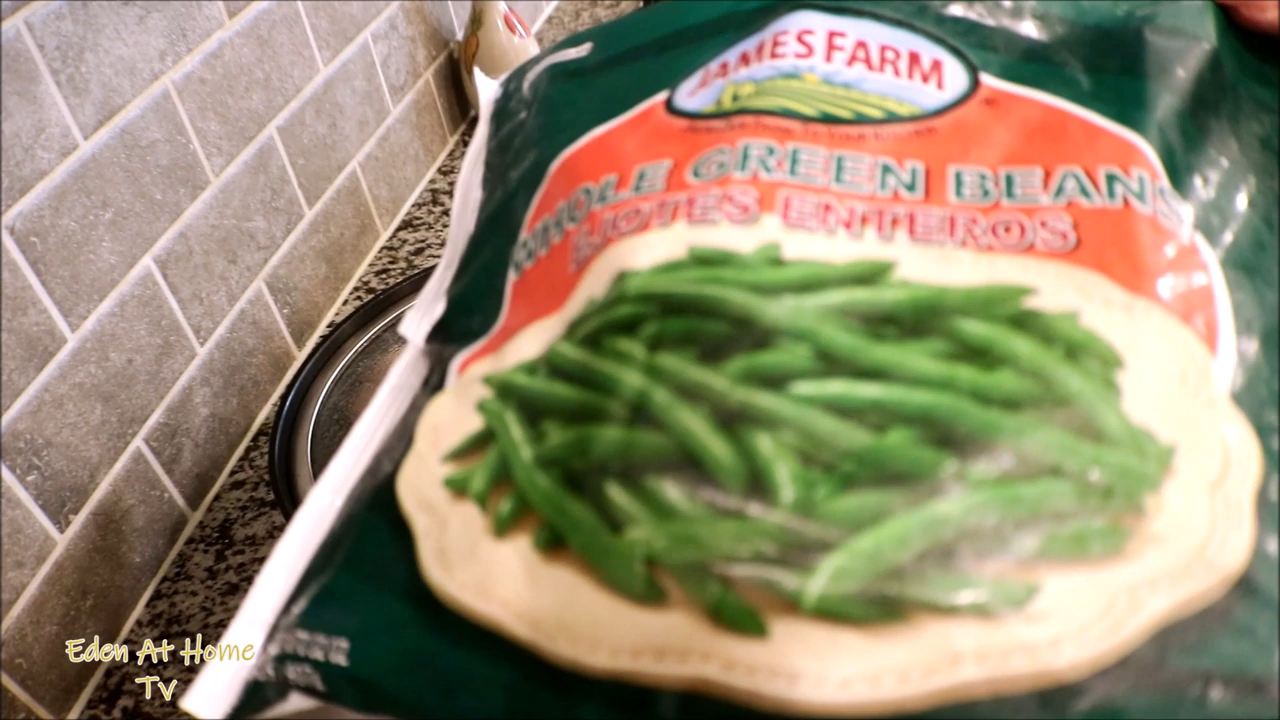 JAMES FARM
WHOLE GREEN BEANS
EJOTES ENTEROS
Eden At Home
Tv